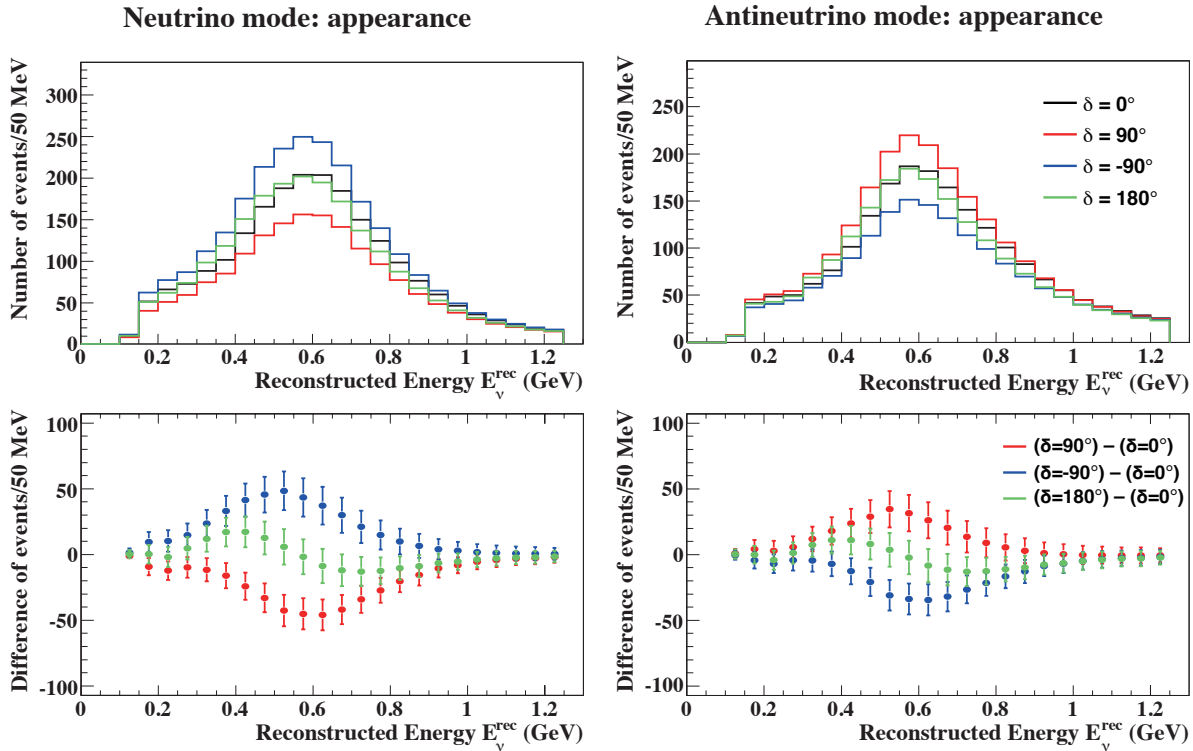 Neutrino mode: appearance
Number of events/50 MeV
300
250
200
150
100
50
0
0 0.2 0.4 0.6 0.8 1 1.2
Reconstructed Energy E_ν^rec (GeV)
Antineutrino mode: appearance
Number of events/50 MeV
250
200
150
100
50
0
δ = 0°
δ = 90°
δ = -90°
δ = 180°
0 0.2 0.4 0.6 0.8 1 1.2
Reconstructed Energy E_ν^rec (GeV)
Difference of events/50 MeV
100
50
0
-50
-100
0 0.2 0.4 0.6 0.8 1 1.2
Reconstructed Energy E_ν^rec (GeV)
Difference of events/50 MeV
100
50
0
-50
-100
(δ=90°) – (δ=0°)
(δ=-90°) – (δ=0°)
(δ=180°) – (δ=0°)
0 0.2 0.4 0.6 0.8 1 1.2
Reconstructed Energy E_ν^rec (GeV)